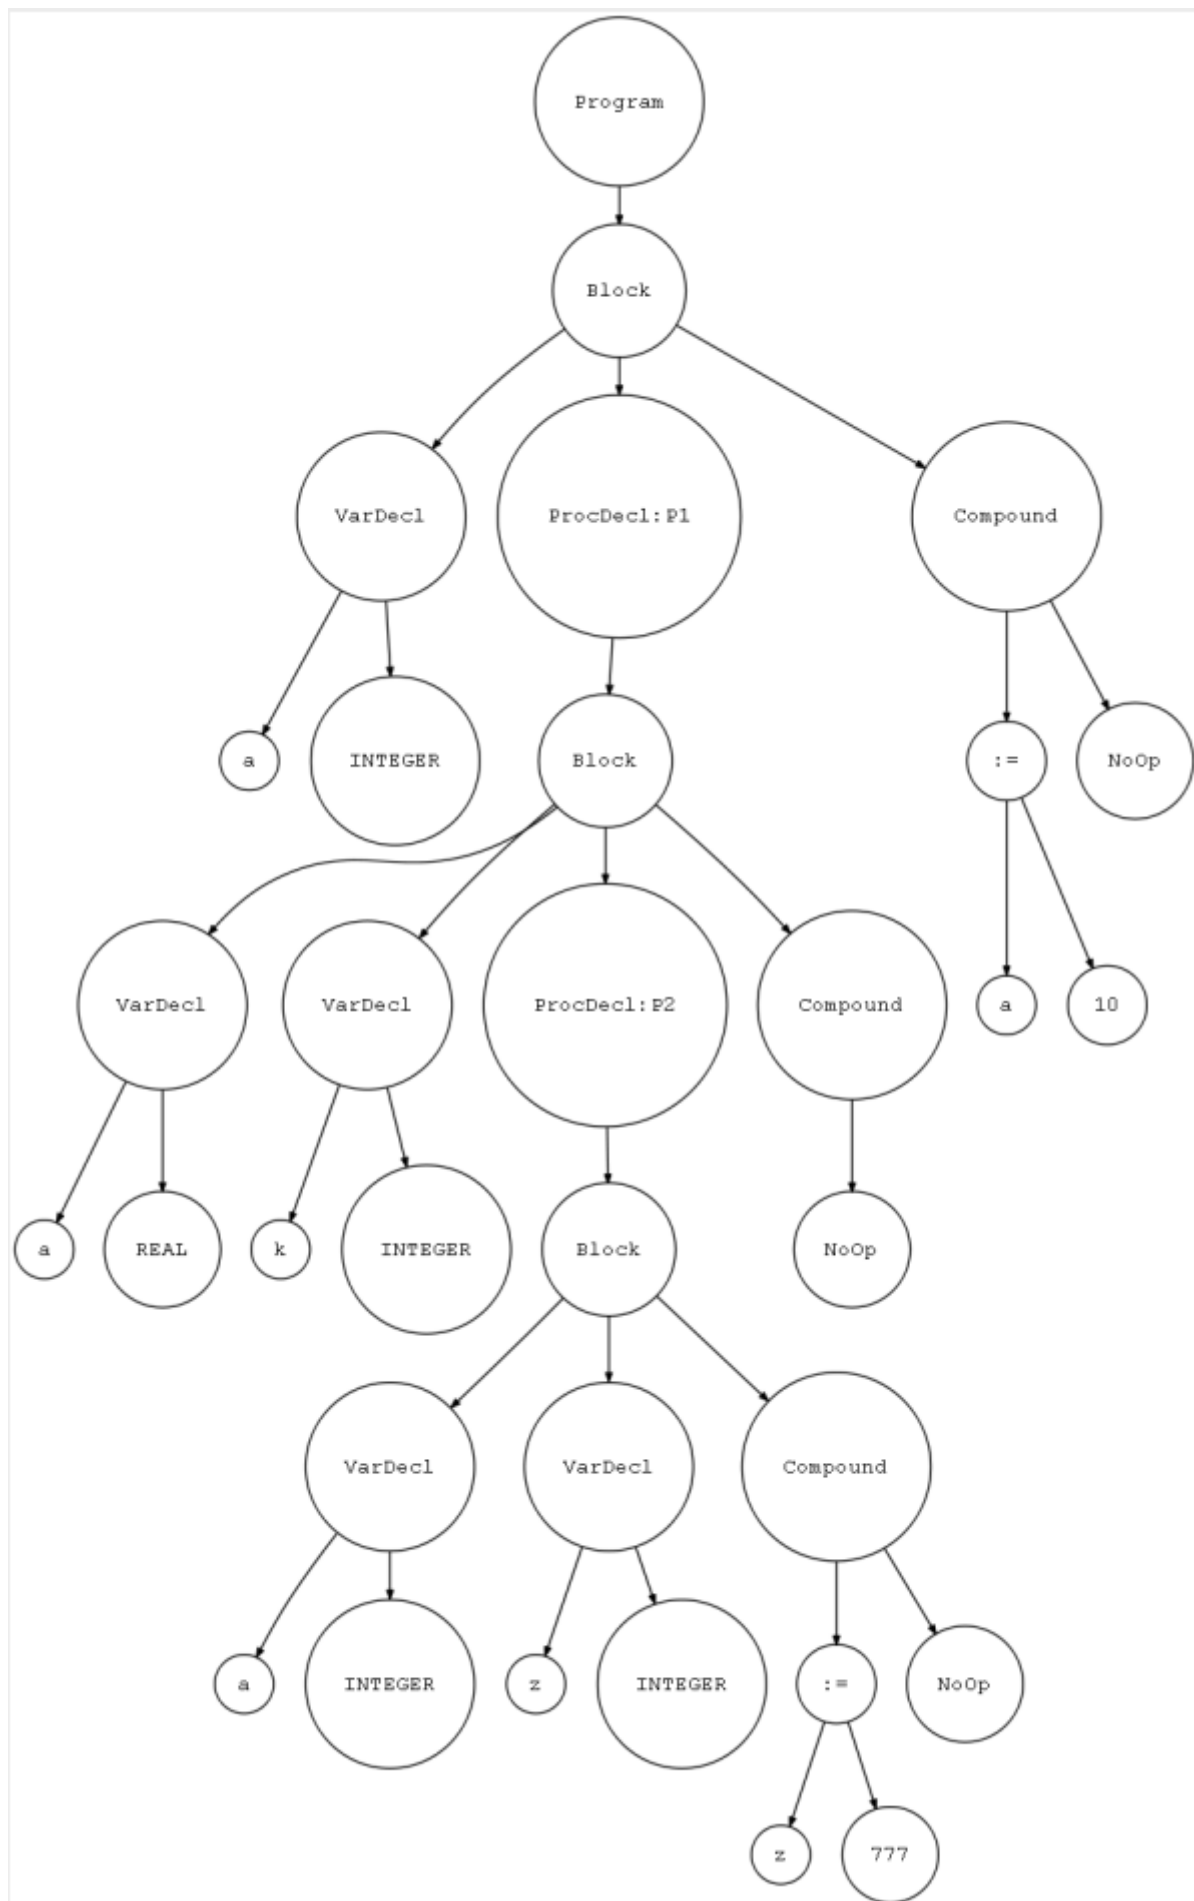 Program
Block
VarDecl
ProcDecl:P1
Compound
a
INTEGER
Block
:=
NoOp
VarDecl
VarDecl
ProcDecl:P2
Compound
a
10
a
REAL
k
INTEGER
Block
NoOp
VarDecl
VarDecl
Compound
a
INTEGER
z
INTEGER
:=
NoOp
z
777